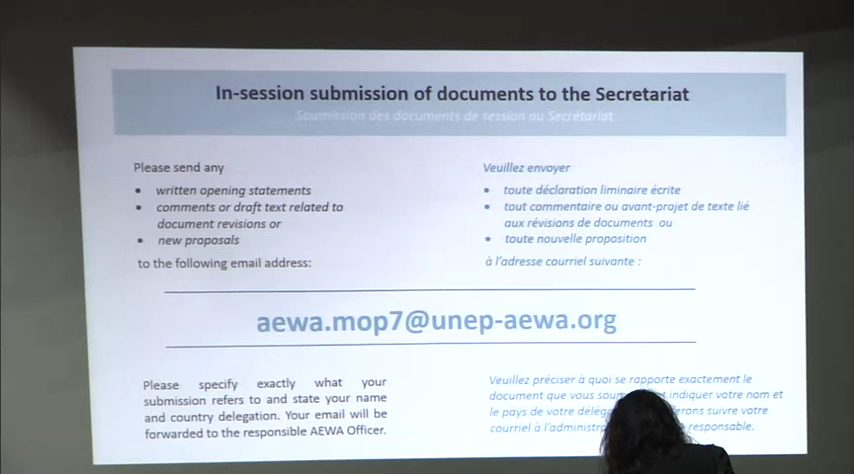 In-session submission of documents to the Secretariat
Soumission des documents de session au Secrétariat
Please send any
• written opening statements
• comments or draft text related to
document revisions or
• new proposals
to the following email address:
Veuillez envoyer
• toute déclaration liminaire écrite
• tout commentaire ou avant-projet de texte lié
aux révisions de documents ou
• toute nouvelle proposition
à l'adresse courriel suivante :
aewa.mop7@unep-aewa.org
Please specify exactly what your
submission refers to and state your name
and country delegation. Your email will be
forwarded to the responsible AEWA Officer.
Veuillez préciser à quoi se rapporte exactement le
document que vous indiquer votre nom et
le pays de votre suivre votre
courriel à responsable.